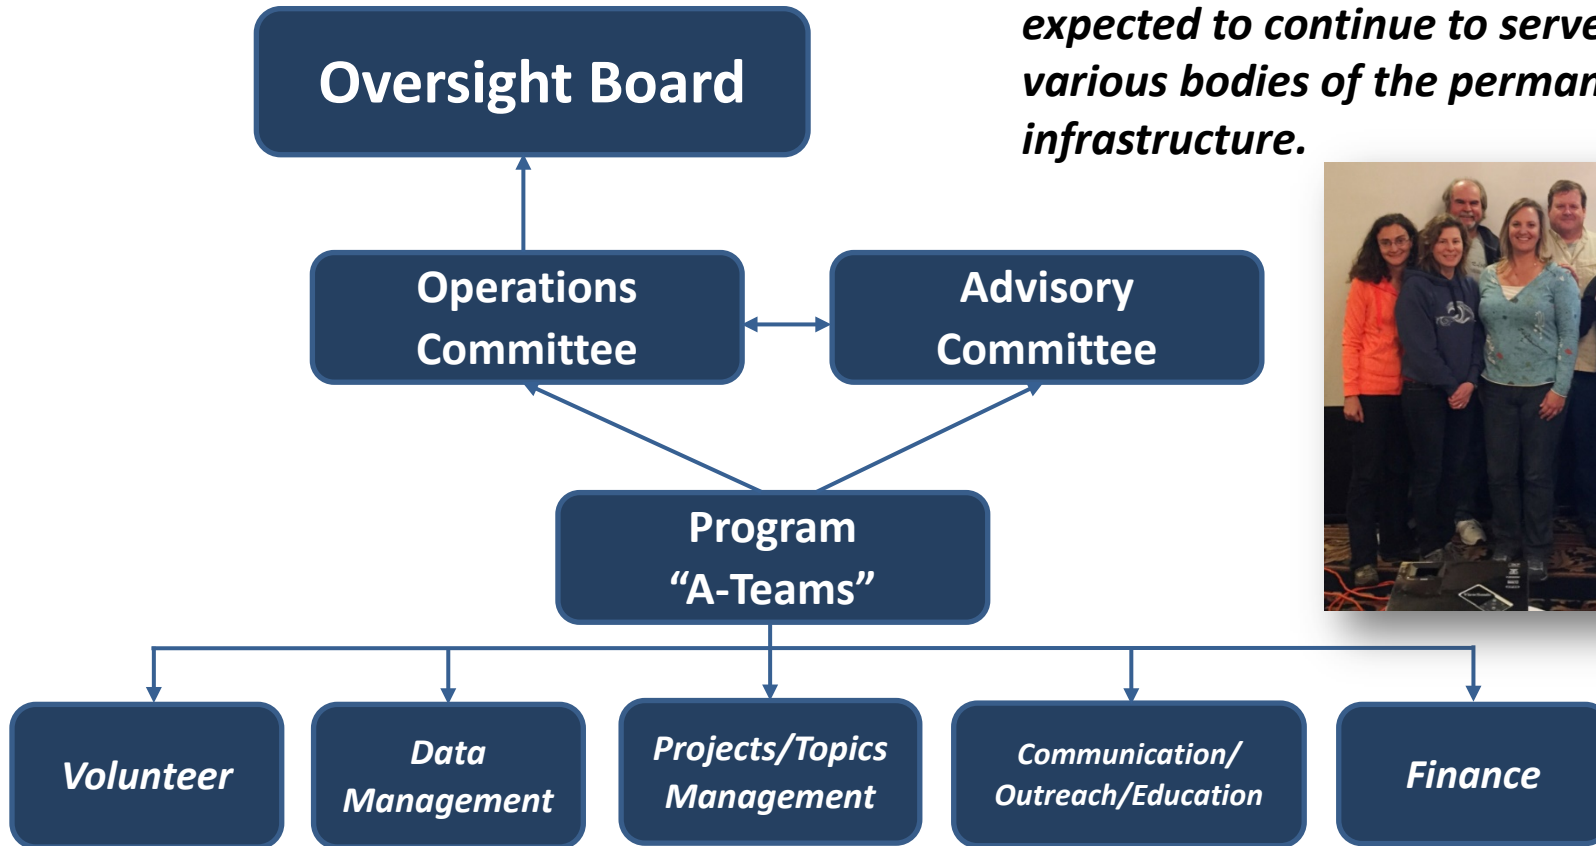 expected to continue to serve
various bodies of the
infrastructure.
Oversight Board
Operations
Committee
Advisory
Committee
Program
“A-Teams”
Volunteer
Data
Management
Projects/Topics
Management
Communication/
Outreach/Education
Finance